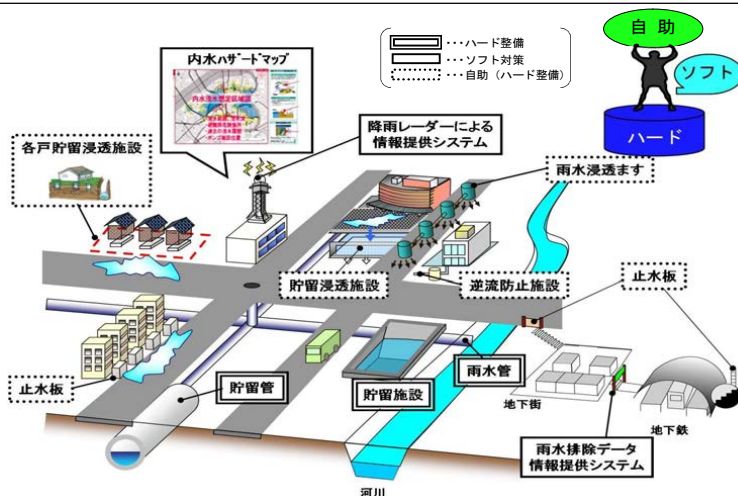 ･･･ハード整備
･･･ソフト対策
･･･自助（ハード整備）
自 助
ソフト
ハード
内水ハザードマップ
降雨レーダーによる
情報提供システム
各戸貯留浸透施設
雨水浸透ます
貯留浸透施設
逆流防止施設
止水板
止水板
貯留管
貯留施設
雨水管
地下街
地下鉄
雨水排除データ
情報提供システム
河川